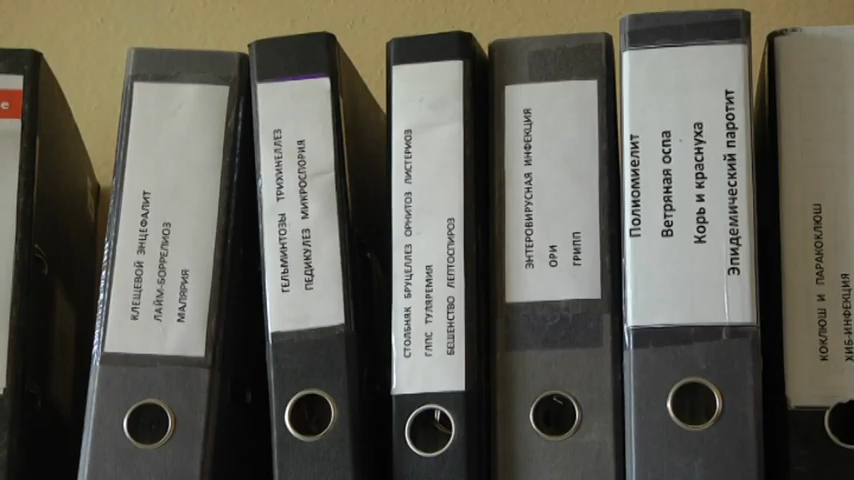 КЛЕЩЕВОЙ ЭНЦЕФАЛИТ
ЛАЙМ-БОРРЕЛИОЗ
МАЛЯРИЯ
ГЕЛЬМИНТОЗЫ ТРИХИНЕЛЛЕЗ
ПЕДИКУЛЕЗ МИКРОСПОРИЯ
СТОЛБНЯК БРУЦЕЛЛЕЗ ОРНИТОЗ ЛИСТЕРИОЗ
ГЛПС ТУЛЯРЕМИЯ
БЕШЕНСТВО ЛЕПТОСПИРОЗ
ЭНТЕРОВИРУСНАЯ ИНФЕКЦИЯ
ОРИ
ГРИПП
Полиомиелит
Ветряная оспа
Корь и краснуха
Эпидемический паротит
КОКЛЮШ И ПАРАКОКЛЮШ
ХИБ-ИНФЕКЦИЯ